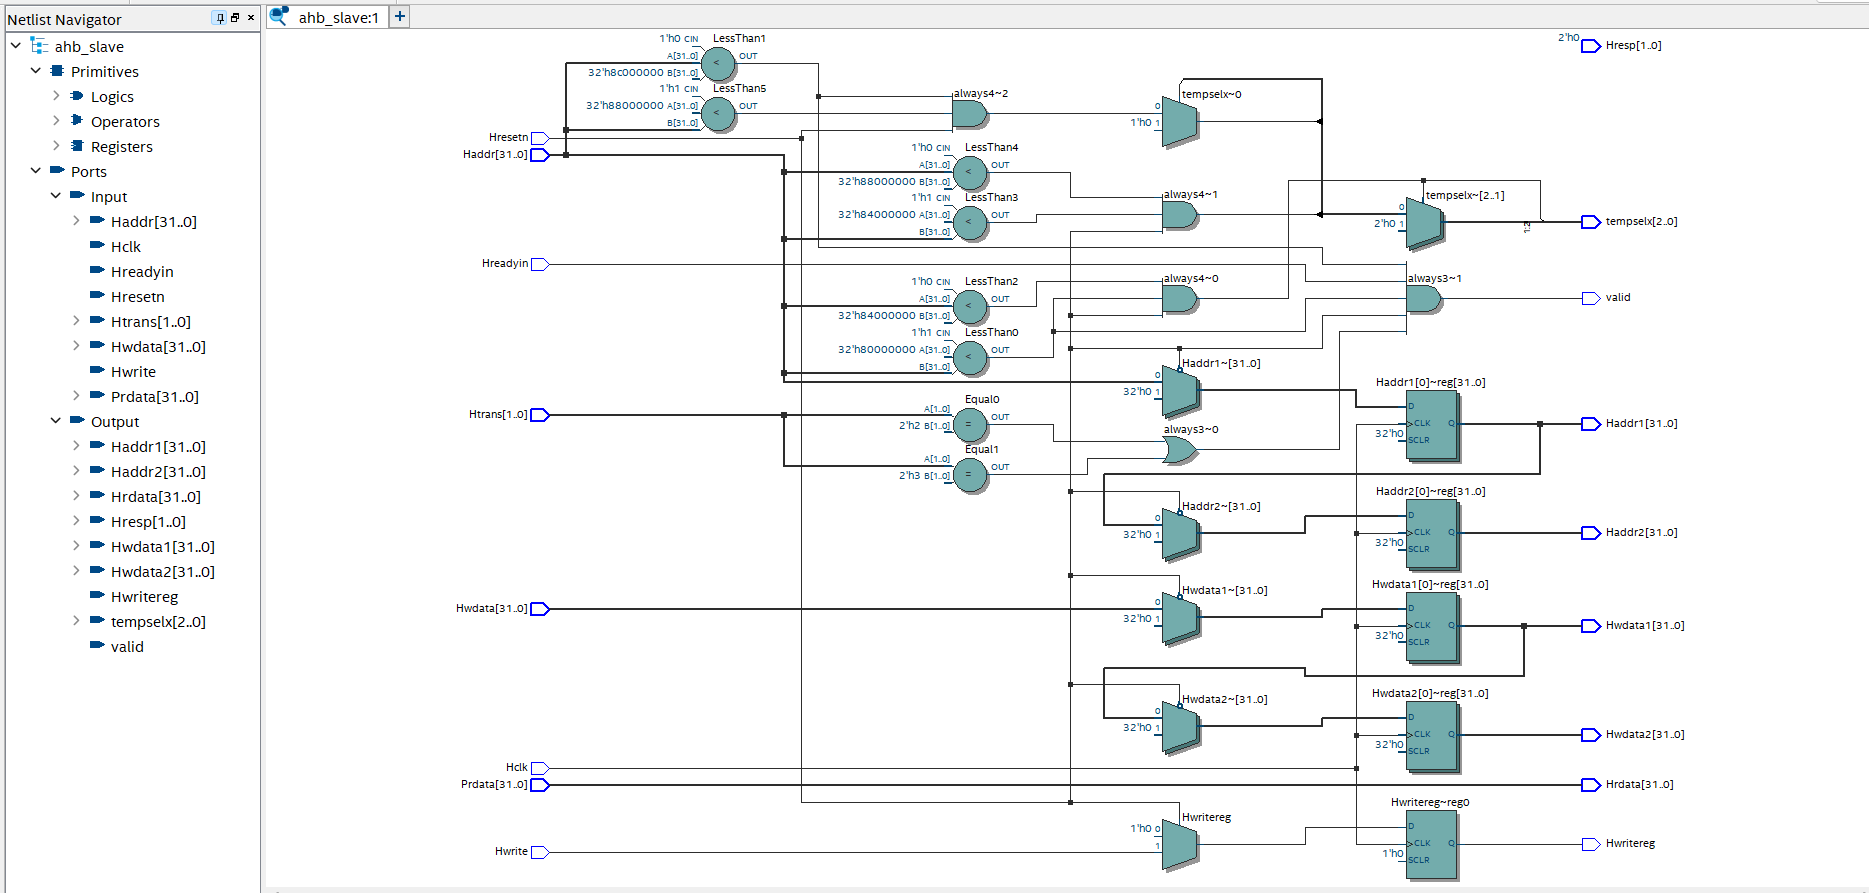 Netlist Navigator
ahb_slave
Primitives
Logics
Operators
Registers
Ports
Input
Haddr[31..0]
Hclk
Hreadyin
Hresetn
Htrans[1..0]
Hwdata[31..0]
Hwrite
Prdata[31..0]
Output
Haddr1[31..0]
Haddr2[31..0]
Hrdata[31..0]
Hresp[1..0]
Hwdata1[31..0]
Hwdata2[31..0]
Hwritereg
tempselx[2..0]
valid
ahb_slave:1
1'h0 CIN LessThan1
A[31..0] < OUT
32'h8c000000 B[31..0]
1'h1 CIN LessThan5
32'h88000000 A[31..0] < OUT
B[31..0]
always4~2
tempselx~0
0
1'h0 1
2'h0 Hresp[1..0]
Hresetn
Haddr[31..0]
1'h0 CIN LessThan4
A[31..0] < OUT
32'h88000000 B[31..0]
1'h1 CIN LessThan3
32'h84000000 A[31..0] < OUT
B[31..0]
always4~1
tempselx~[2..1]
0
2'h0 1
1:2
tempselx[2..0]
Hreadyin
1'h0 CIN LessThan2
A[31..0] < OUT
32'h84000000 B[31..0]
1'h1 CIN LessThan0
32'h80000000 A[31..0] < OUT
B[31..0]
always4~0
always3~1
valid
Haddr1~[31..0]
0
32'h0 1
Haddr1[0]~reg[31..0]
D
CLK Q
32'h0 SCLR
Haddr1[31..0]
Htrans[1..0]
Equal0
A[1..0] = OUT
2'h2 B[1..0]
Equal1
A[1..0] = OUT
2'h3 B[1..0]
always3~0
Haddr2~[31..0]
0
32'h0 1
Haddr2[0]~reg[31..0]
D
CLK Q
32'h0 SCLR
Haddr2[31..0]
Hwdata[31..0]
Hwdata1~[31..0]
0
32'h0 1
Hwdata1[0]~reg[31..0]
D
CLK Q
32'h0 SCLR
Hwdata1[31..0]
Hwdata2~[31..0]
0
32'h0 1
Hwdata2[0]~reg[31..0]
D
CLK Q
32'h0 SCLR
Hwdata2[31..0]
Hclk
Prdata[31..0]
Hrdata[31..0]
Hwrite
Hwritereg
1'h0 0
1
Hwritereg~reg0
D
CLK Q
1'h0 SCLR
Hwritereg